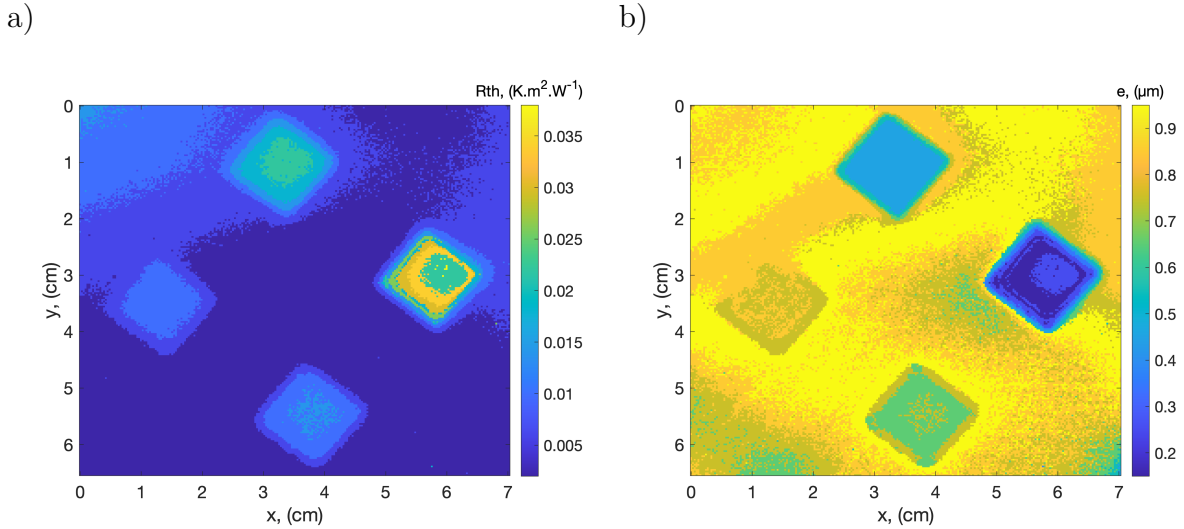 a)
b)
Rth, (K.m².W⁻¹)
0
1
2
3
4
5
6
y, (cm)
0 1 2 3 4 5 6 7
x, (cm)
0.035
0.03
0.025
0.02
0.015
0.01
0.005
e, (µm)
0
1
2
3
4
5
6
y, (cm)
0 1 2 3 4 5 6 7
x, (cm)
0.9
0.8
0.7
0.6
0.5
0.4
0.3
0.2